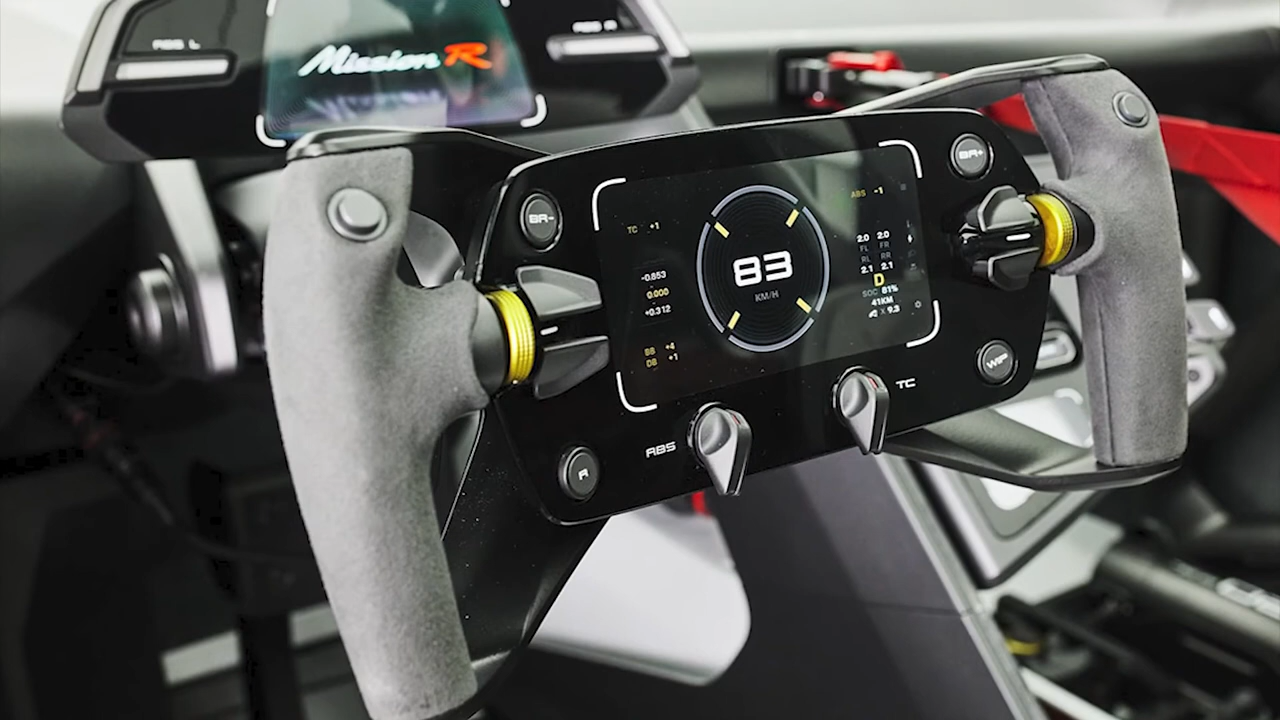 Mission R
BR-
BR+
TC +1
ABS -1
83
KM/H
-0.853
0.000
+0.312
BB +4
DB +1
2.0 2.0
FL FR
RL RR
2.1 2.1
D
SOC 81%
41KM
X 9.3
WIP
TC
ABS
R